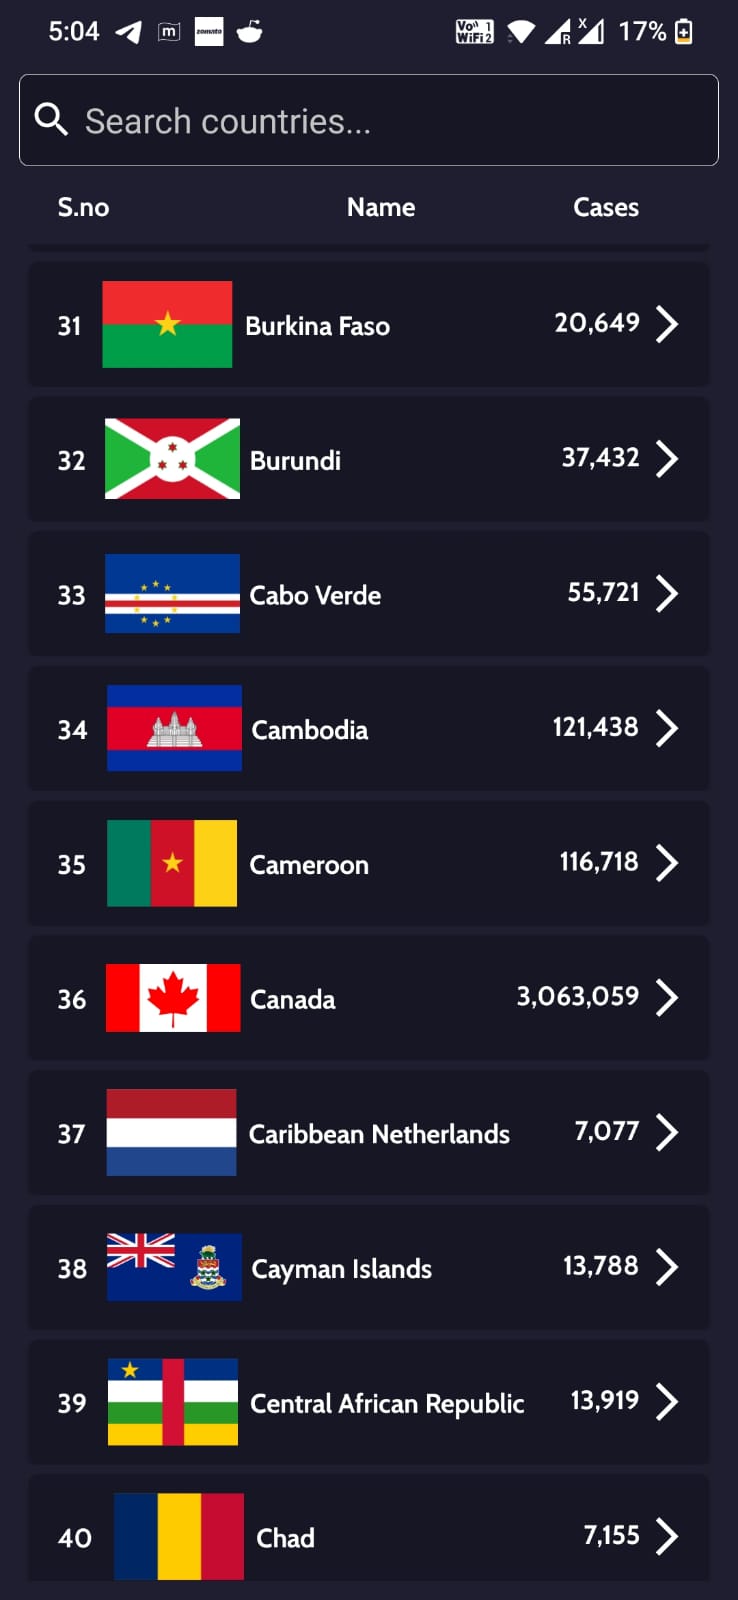 5:04 m zomato Vo)) 1 WiFi 2 R X 17%
Search countries...
S.no Name Cases
31 Burkina Faso 20,649
32 Burundi 37,432
33 Cabo Verde 55,721
34 Cambodia 121,438
35 Cameroon 116,718
36 Canada 3,063,059
37 Caribbean Netherlands 7,077
38 Cayman Islands 13,788
39 Central African Republic 13,919
40 Chad 7,155